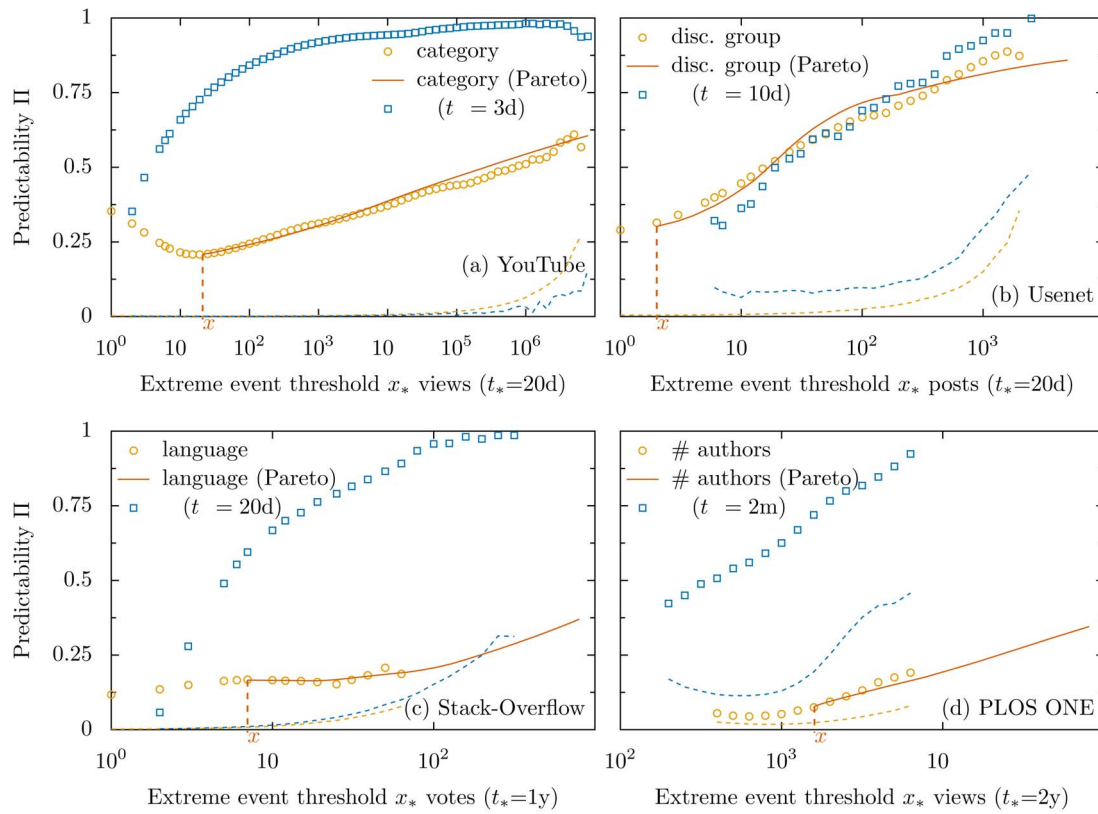 1
0.75
0.5
0.25
0
Predictability Π
category
category (Pareto)
(t = 3d)
(a) YouTube
x
10⁰ 10 10² 10³ 10 10⁵ 10⁶
Extreme event threshold x* views (t*=20d)
disc. group
disc. group (Pareto)
(t = 10d)
(b) Usenet
x
10⁰ 10 10² 10³
Extreme event threshold x* posts (t*=20d)
1
0.75
0.5
0.25
0
Predictability Π
language
language (Pareto)
(t = 20d)
(c) Stack-Overflow
x
10⁰ 10 10²
Extreme event threshold x* votes (t*=1y)
# authors
# authors (Pareto)
(t = 2m)
(d) PLOS ONE
x
10² 10³ 10
Extreme event threshold x* views (t*=2y)